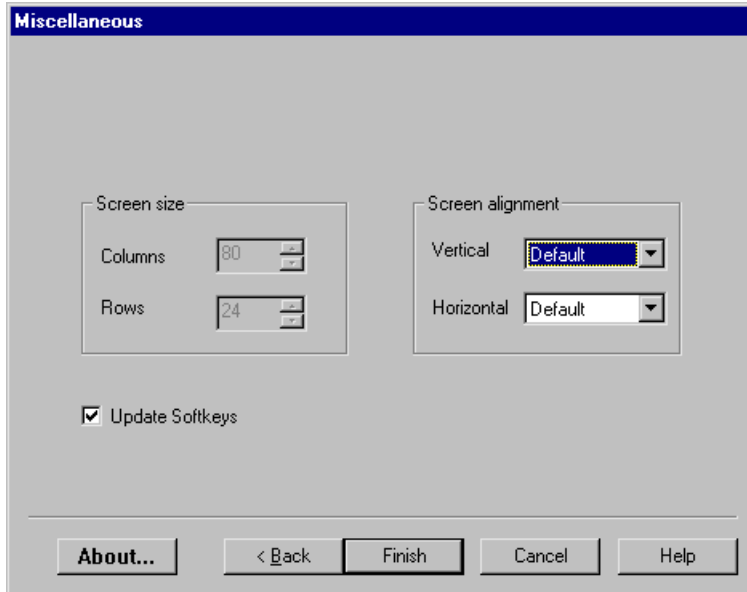 Miscellaneous
Screen size
Columns 80
Rows 24
Screen alignment
Vertical Default
Horizontal Default
Update Softkeys
About... < Back Finish Cancel Help